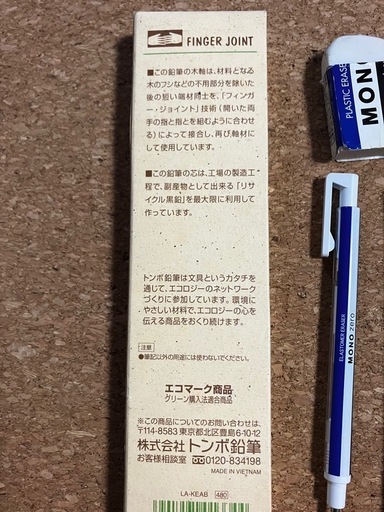 FINGER JOINT
■この鉛筆の木軸は、材料となる
木のフシなどの不用部分を除いた
後の短い端材同士を、「フィンガ
ー・ジョイント」技術(開いた両
手の指と指とを組むように合わせ
る)によって接合し、再び軸材に
して使用しています。
■この鉛筆の芯は、工場の製造工
程で、副産物として出来る「リサ
イクル黒鉛」を最大限に利用して
作っています。
トンボ鉛筆は文具というカタチを
通じて、エコロジーのネットワーク
づくりに参加しています。環境に
やさしい材料で、エコロジーの心を
伝える商品をおくり続けます。
注意
●筆記以外の用途には使わないでください。
エコマーク商品
グリーン購入法適合商品
※この商品についてのお問い合わせは、
〒114-8583 東京都北区豊島6-10-12
株式会社 トンボ鉛筆
お客様相談室 0120-834198
MADE IN VIETNAM
LA-KEAB 480
PLASTIC ERASER
MONO
ELASTOMER ERASER
MONO zero